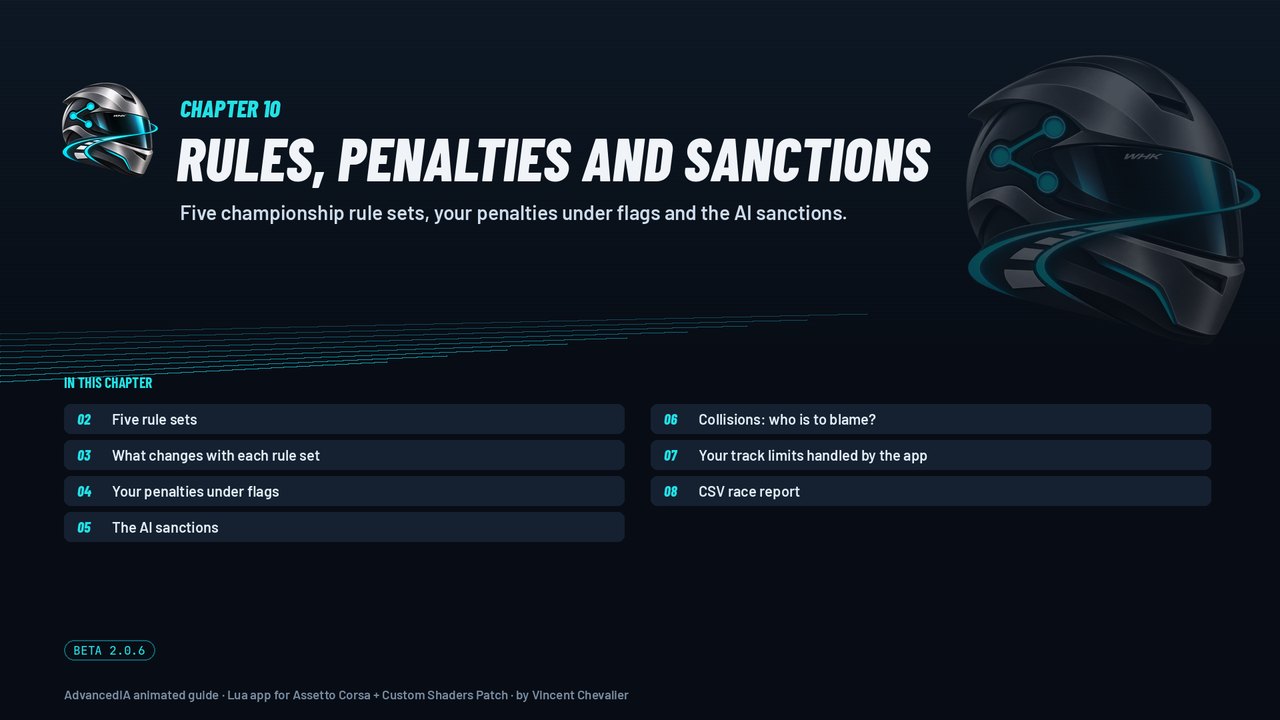 CHAPTER 10
RULES, PENALTIES AND SANCTIONS
Five championship rule sets, your penalties under flags and the AI sanctions.
WHK
WHK
IN THIS CHAPTER
02 Five rule sets
03 What changes with each rule set
04 Your penalties under flags
05 The AI sanctions
06 Collisions: who is to blame?
07 Your track limits handled by the app
08 CSV race report
BETA 2.0.6
AdvancedIA animated guide · Lua app for Assetto Corsa + Custom Shaders Patch · by Vincent Chevalier